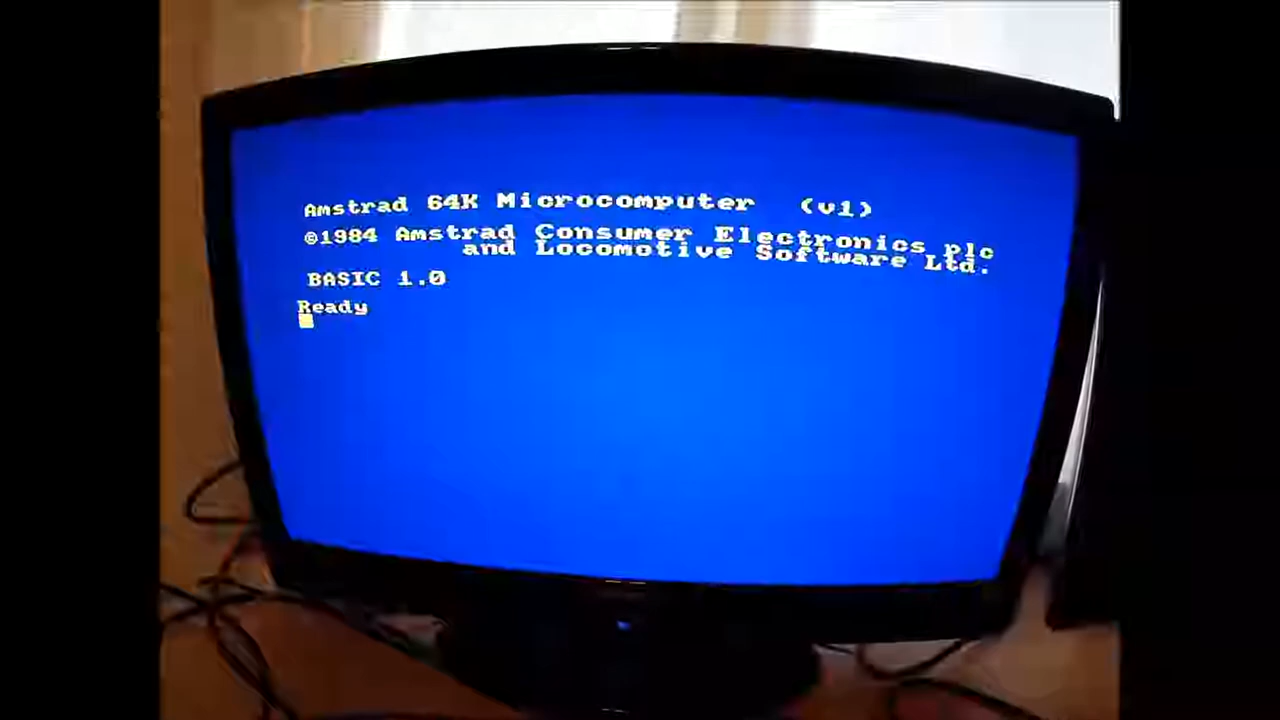 Amstrad 64K Microcomputer (v1)
©1984 Amstrad Consumer Electronics plc
and Locomotive Software Ltd.
BASIC 1.0
Ready